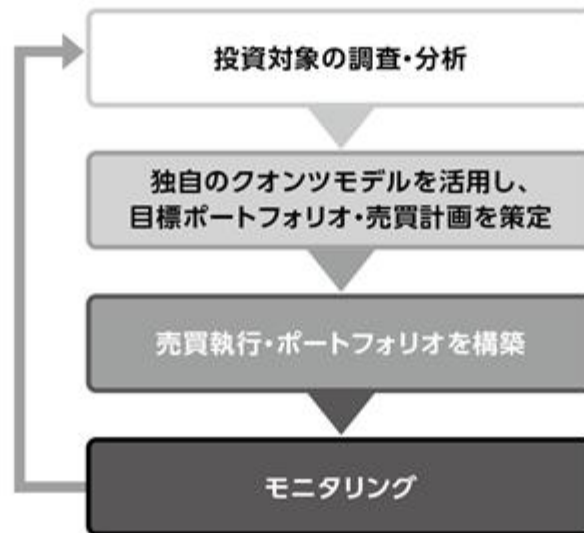 投資対象の調査・分析
独自のクオンツモデルを活用し、
目標ポートフォリオ・売買計画を策定
売買執行・ポートフォリオを構築
モニタリング